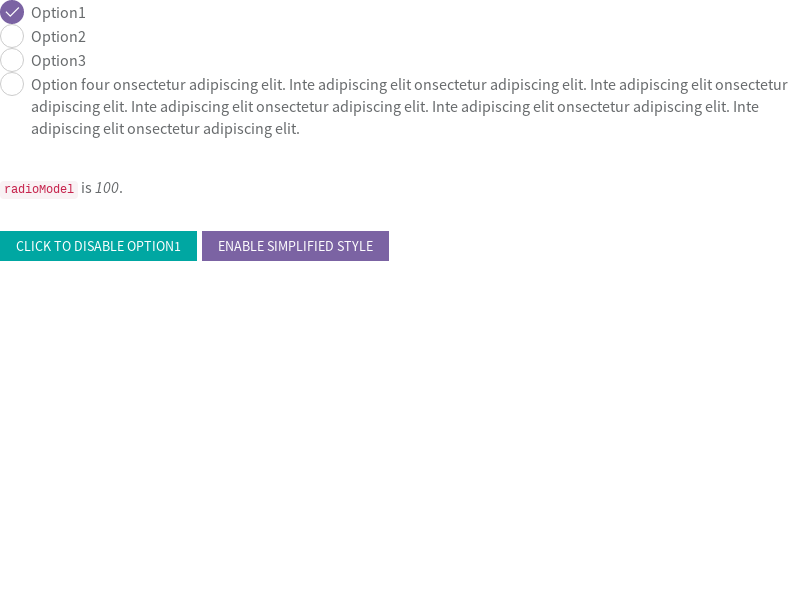 Option1
Option2
Option3
Option four onsectetur adipiscing elit. Inte adipiscing elit onsectetur adipiscing elit. Inte adipiscing elit onsectetur
adipiscing elit. Inte adipiscing elit onsectetur adipiscing elit. Inte adipiscing elit onsectetur adipiscing elit. Inte
adipiscing elit onsectetur adipiscing elit.
radioModel is 100.
CLICK TO DISABLE OPTION1 ENABLE SIMPLIFIED STYLE